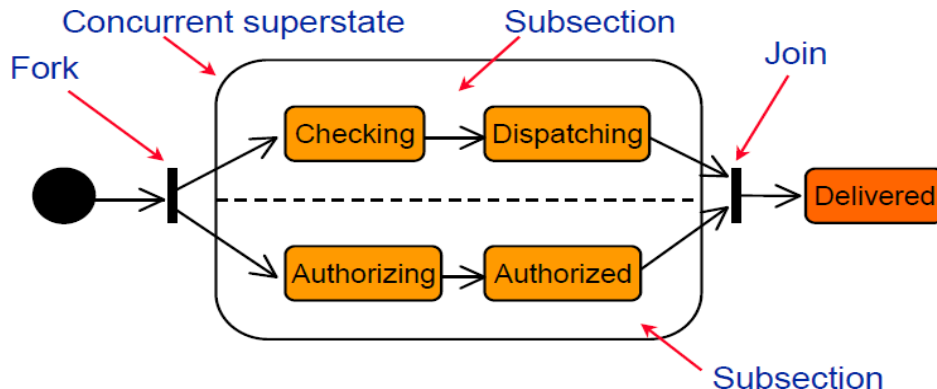 Concurrent superstate
Subsection
Fork
Join
Checking
Dispatching
Delivered
Authorizing
Authorized
Subsection